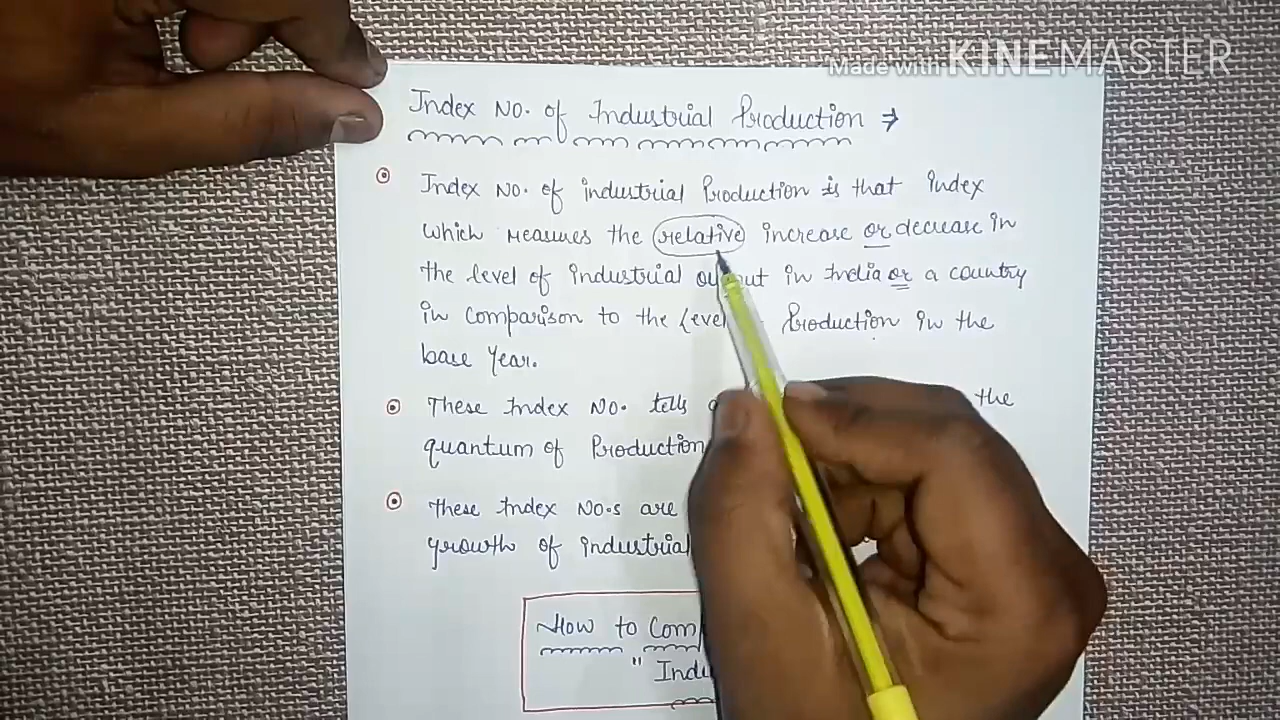 Made with KINEMASTER
Index No. of Industrial Production ⇒
Index No. of industrial Production is that index
which measures the relative increase or decrease in
the level of industrial output in India or a country
in comparison to the level Production in the
base Year.
These Index No. tells the
quantum of Production
These Index No.s are
growth of industrial
How to
"